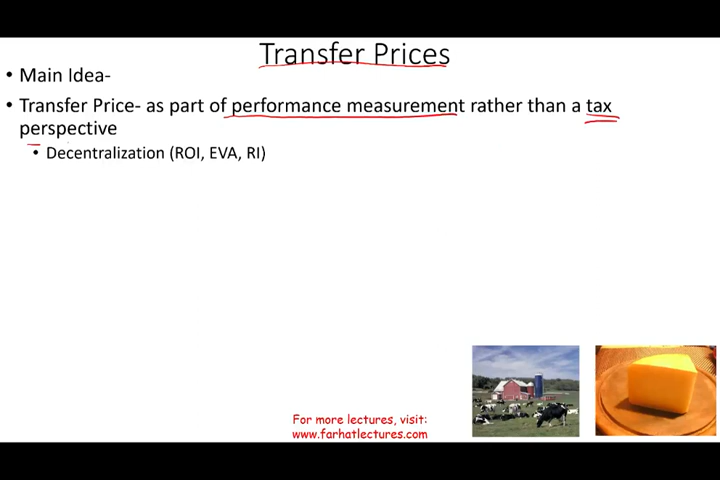 Transfer Prices
• Main Idea-
• Transfer Price- as part of performance measurement rather than a tax
perspective
• Decentralization (ROI, EVA, RI)
For more lectures, visit:
www.farhatlectures.com